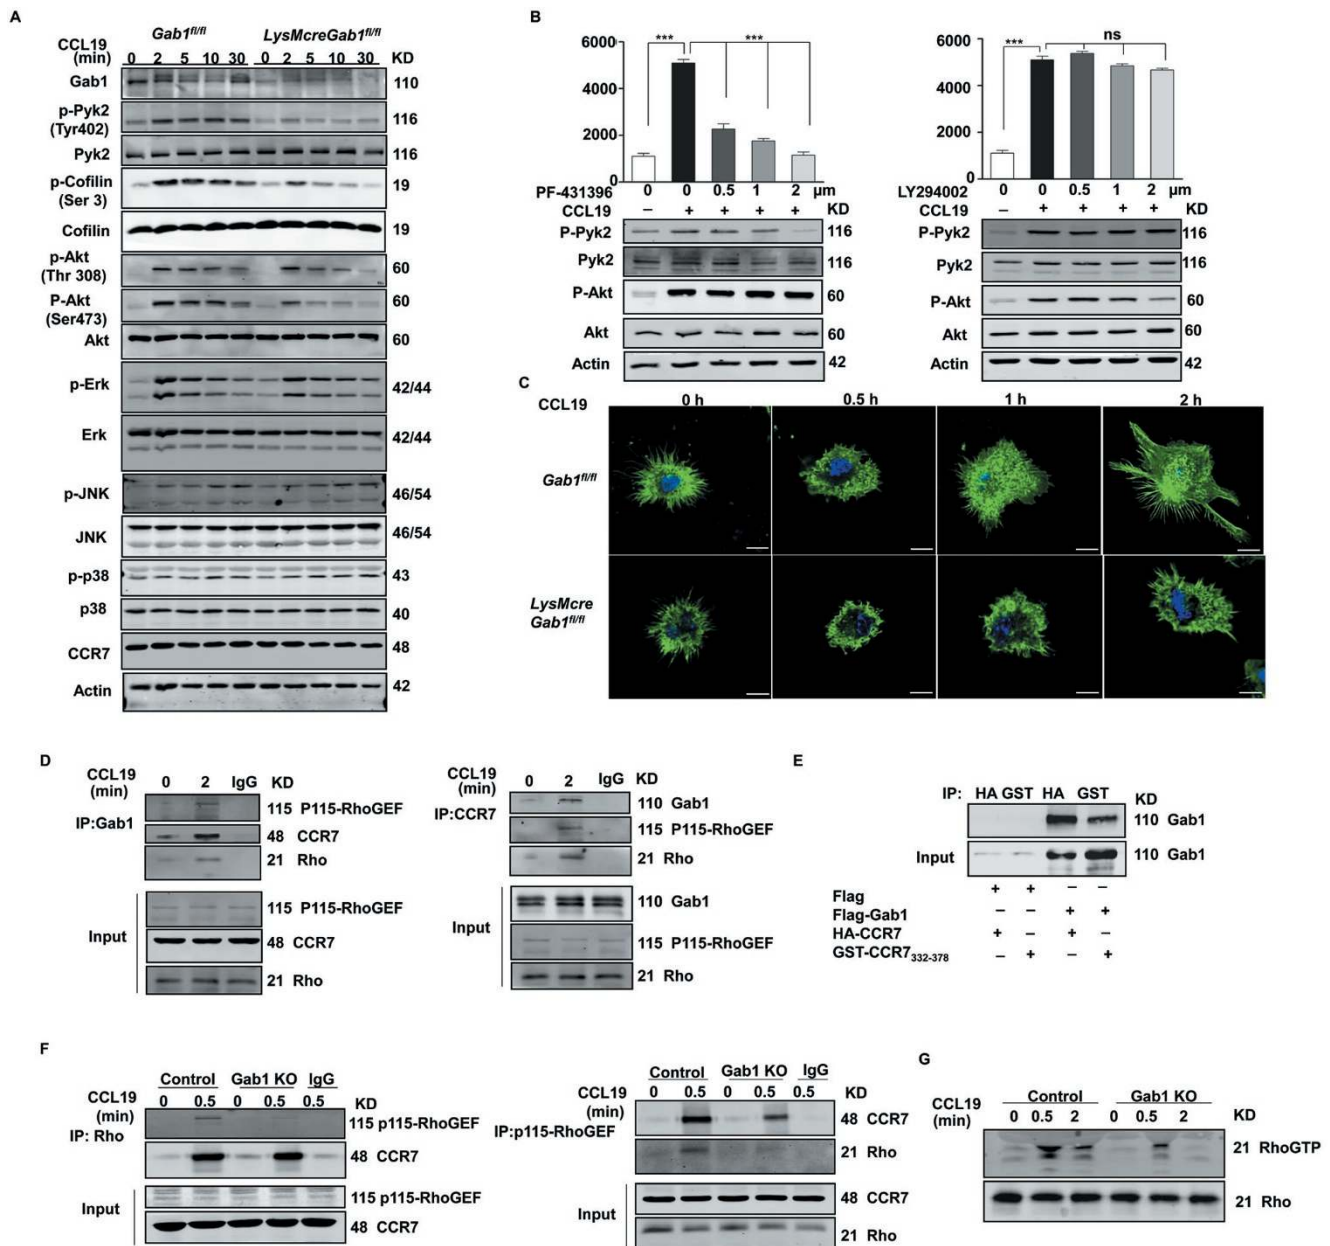 A
Gab1fl/fl LysMcreGab1fl/fl
CCL19
(min) 0 2 5 10 30 0 2 5 10 30 KD
Gab1 110
p-Pyk2
(Tyr402) 116
Pyk2 116
p-Cofilin
(Ser 3) 19
Cofilin 19
p-Akt
(Thr 308) 60
P-Akt
(Ser473) 60
Akt 60
p-Erk 42/44
Erk 42/44
p-JNK 46/54
JNK 46/54
p-p38 43
p38 40
CCR7 48
Actin 42
B
*** ***
6000
4000
2000
0
0 0 0.5 1 2 µm
PF-431396
CCL19 – + + + + KD
P-Pyk2 116
Pyk2 116
P-Akt 60
Akt 60
Actin 42
*** ns
6000
4000
2000
0
LY294002 0 0 0.5 1 2 µm
CCL19 – + + + + KD
P-Pyk2 116
Pyk2 116
P-Akt 60
Akt 60
Actin 42
C
CCL19 0 h 0.5 h 1 h 2 h
Gab1fl/fl
LysMcre
Gab1fl/fl
D
CCL19
(min) 0 2 IgG KD
IP:Gab1
115 P115-RhoGEF
48 CCR7
21 Rho
Input
115 P115-RhoGEF
48 CCR7
21 Rho
CCL19
(min) 0 2 IgG KD
IP:CCR7
110 Gab1
115 P115-RhoGEF
21 Rho
Input
110 Gab1
115 P115-RhoGEF
21 Rho
E
IP: HA GST HA GST KD
110 Gab1
Input 110 Gab1
Flag + + – –
Flag-Gab1 – – + +
HA-CCR7 + – + –
GST-CCR7332-378 – + – +
F
Control Gab1 KO IgG
CCL19
(min) 0 0.5 0 0.5 0.5 KD
IP: Rho
115 p115-RhoGEF
48 CCR7
Input
115 p115-RhoGEF
48 CCR7
Control Gab1 KO IgG
CCL19
(min) 0 0.5 0 0.5 0.5 KD
IP:p115-RhoGEF
48 CCR7
21 Rho
Input
48 CCR7
21 Rho
G
Control Gab1 KO
CCL19
(min) 0 0.5 2 0 0.5 2 KD
21 RhoGTP
21 Rho